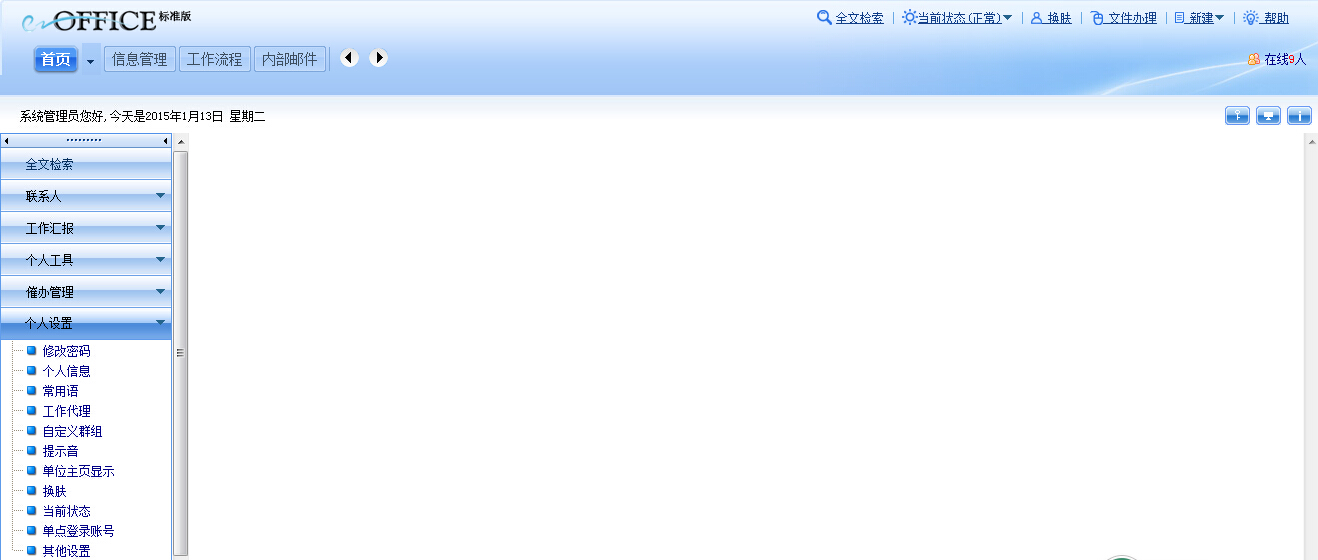 enOFFICE 标准版
全文检索 当前状态(正常) 换肤 文件办理 新建 帮助
首页 信息管理 工作流程 内部邮件
在线9人
系统管理员您好,今天是2015年1月13日 星期二
全文检索
联系人
工作汇报
个人工具
催办管理
个人设置
修改密码
个人信息
常用语
工作代理
自定义群组
提示音
单位主页显示
换肤
当前状态
单点登录账号
其他设置